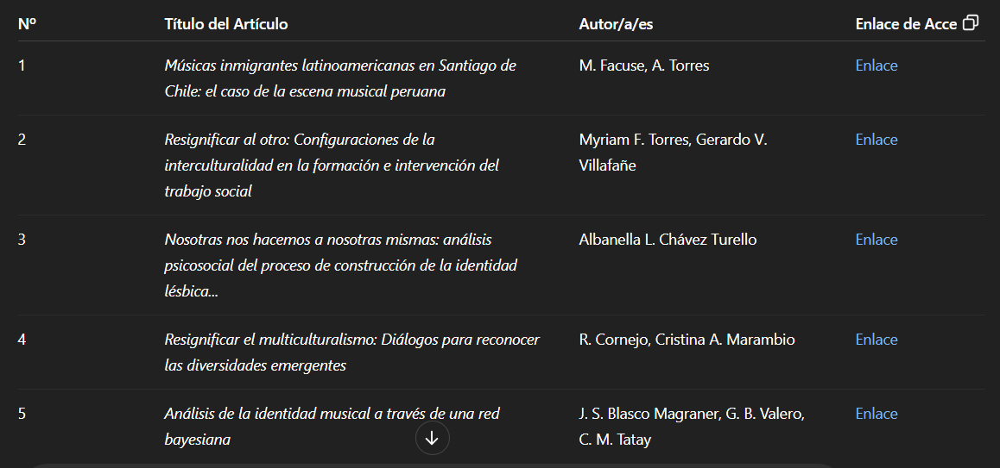 Nº Título del Artículo Autor/a/es Enlace de Acce
1 Músicas inmigrantes latinoamericanas en Santiago de M. Facuse, A. Torres Enlace
Chile: el caso de la escena musical peruana
2 Resignificar al otro: Configuraciones de la Myriam F. Torres, Gerardo V. Enlace
interculturalidad en la formación e intervención del Villafañe
trabajo social
3 Nosotras nos hacemos a nosotras mismas: análisis Albanella L. Chávez Turello Enlace
psicosocial del proceso de construcción de la identidad
lésbica...
4 Resignificar el multiculturalismo: Diálogos para reconocer R. Cornejo, Cristina A. Marambio Enlace
las diversidades emergentes
5 Análisis de la identidad musical a través de una red J. S. Blasco Magraner, G. B. Valero, Enlace
bayesiana C. M. Tatay